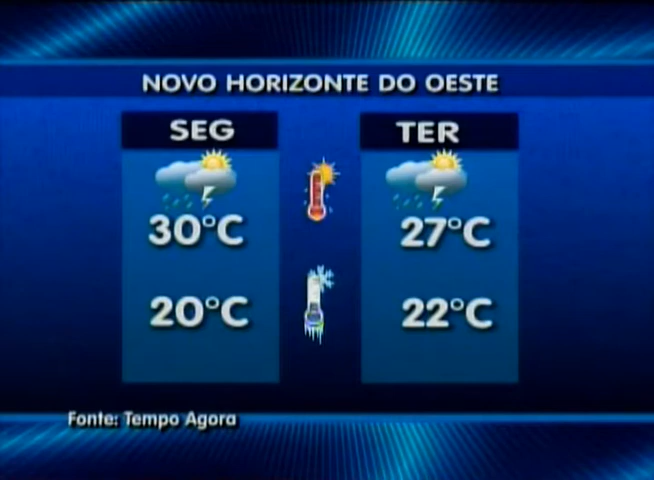 NOVO HORIZONTE DO OESTE
SEG
TER
30°C
27°C
20°C
22°C
Fonte: Tempo Agora